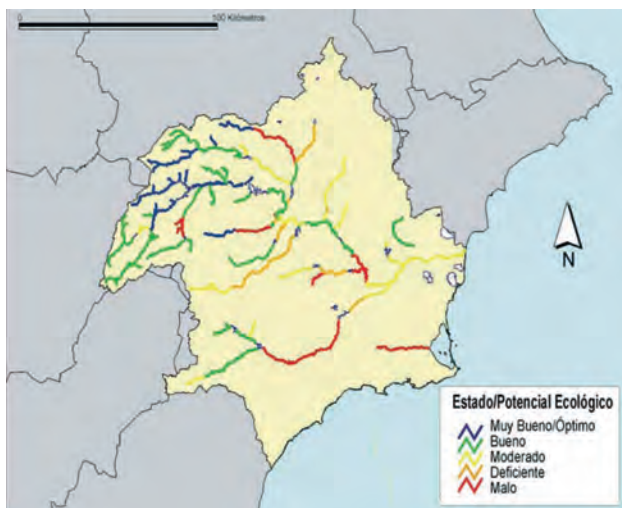 0 100 Kilómetros
N
Estado/Potencial Ecológico
Muy Bueno/Óptimo
Bueno
Moderado
Deficiente
Malo